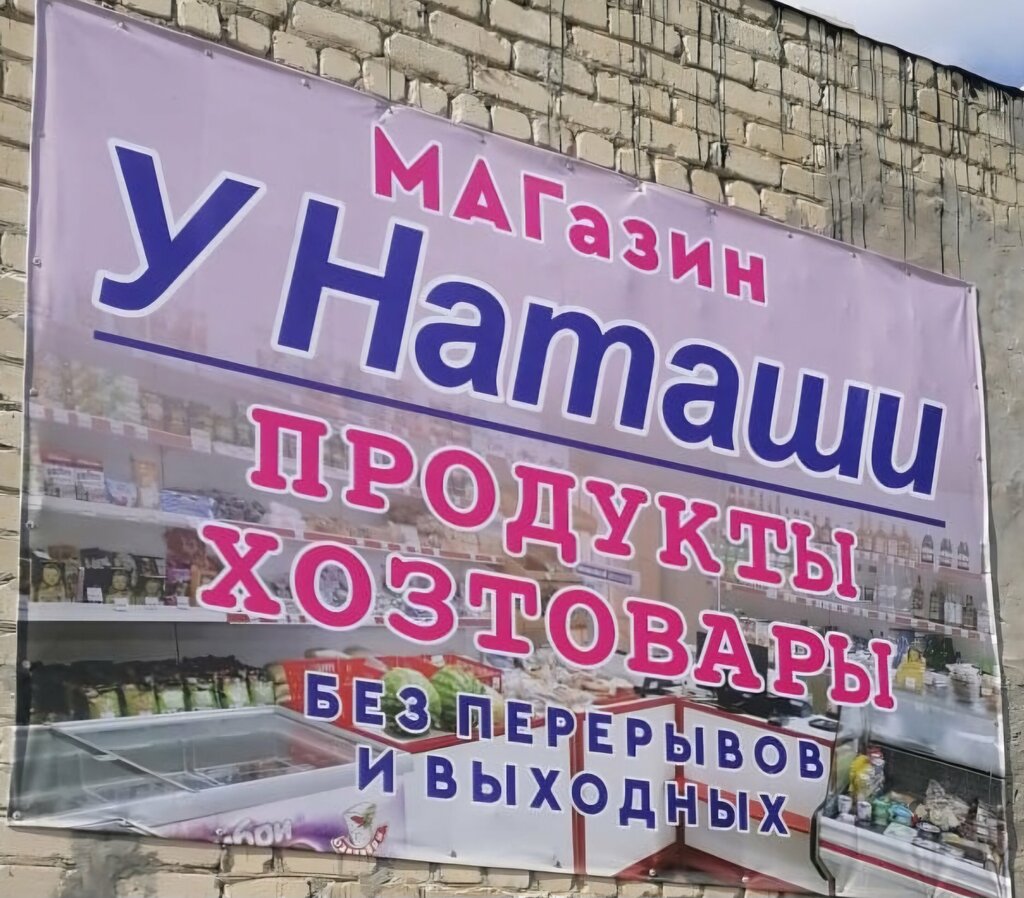 МАГазин
У Наташи
ПРОДУКТЫ
ХОЗТОВАРЫ
БЕЗ ПЕРЕРЫВОВ
И ВЫХОДНЫХ